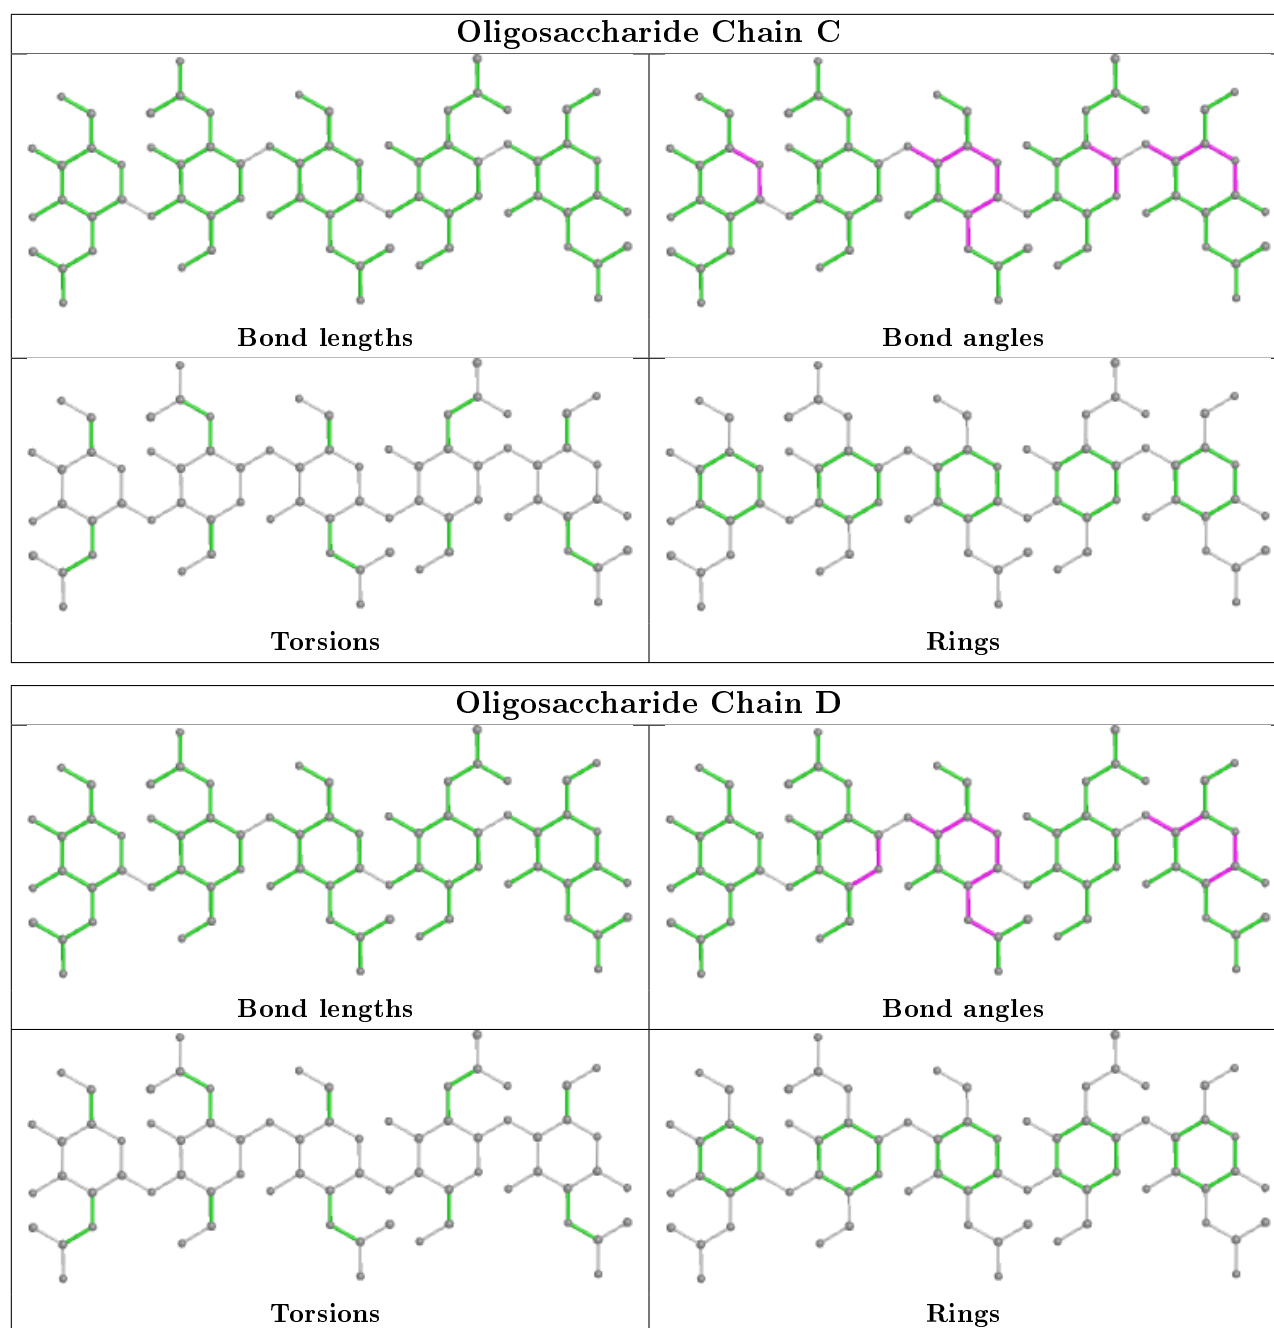 Oligosaccharide Chain C
Bond lengths
Bond angles
Torsions
Rings
Oligosaccharide Chain D
Bond lengths
Bond angles
Torsions
Rings